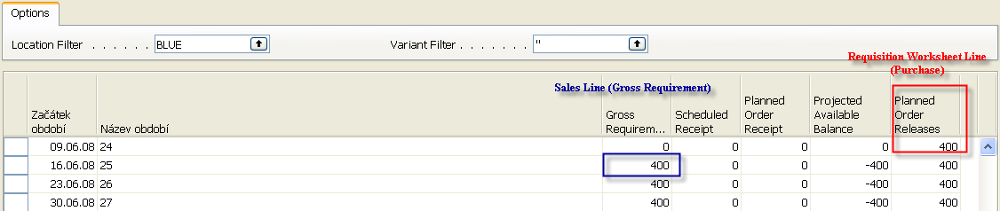 Options
Location Filter . . . . . . BLUE Variant Filter . . . . . . . ''
Requisition Worksheet Line
(Purchase)
Sales Line (Gross Requirement)
Začátek období Název období Gross Requirem... Scheduled Receipt Planned Order Receipt Projected Available Balance Planned Order Releases
09.06.08 24 0 0 0 0 400
16.06.08 25 400 0 0 -400 400
23.06.08 26 400 0 0 -400 400
30.06.08 27 400 0 0 -400 400